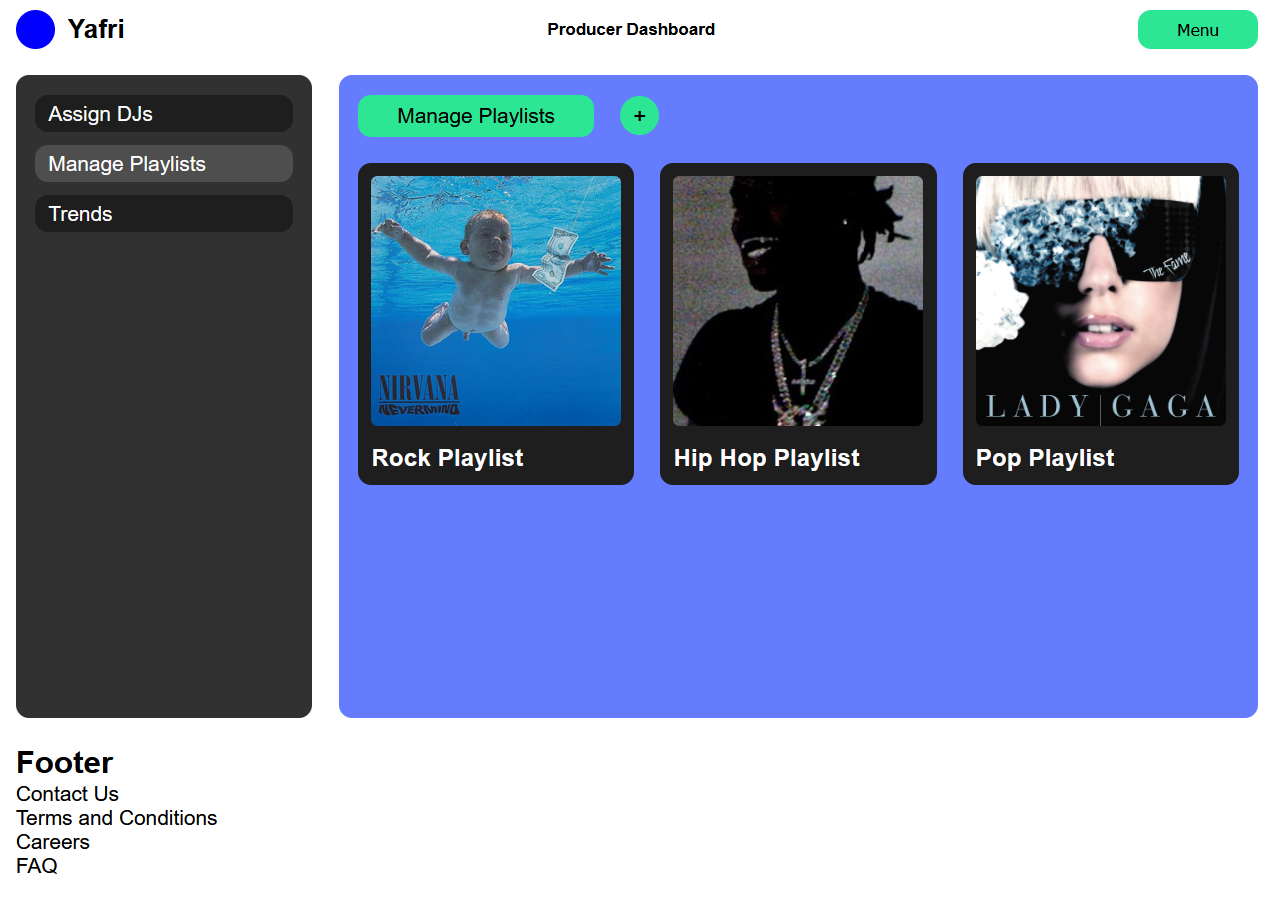 Yafri
Producer Dashboard
Menu
Assign DJs
Manage Playlists
Trends
Manage Playlists
+
NIRVANA
NEVERMIND
The Fame
LADY GAGA
Rock Playlist
Hip Hop Playlist
Pop Playlist
Footer
Contact Us
Terms and Conditions
Careers
FAQ